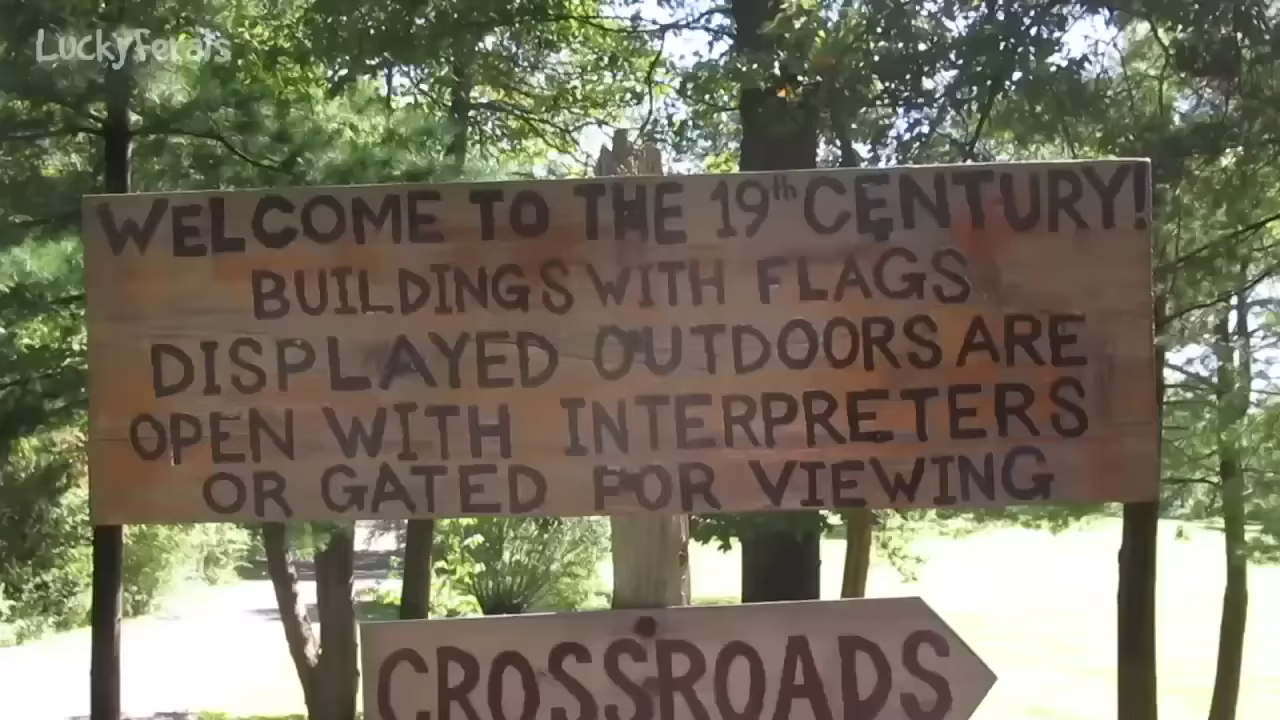 LuckyFerals
WELCOME TO THE 19th CENTURY!
BUILDINGS WITH FLAGS
DISPLAYED OUTDOORS ARE
OPEN WITH INTERPRETERS
OR GATED FOR VIEWING
CROSSROADS